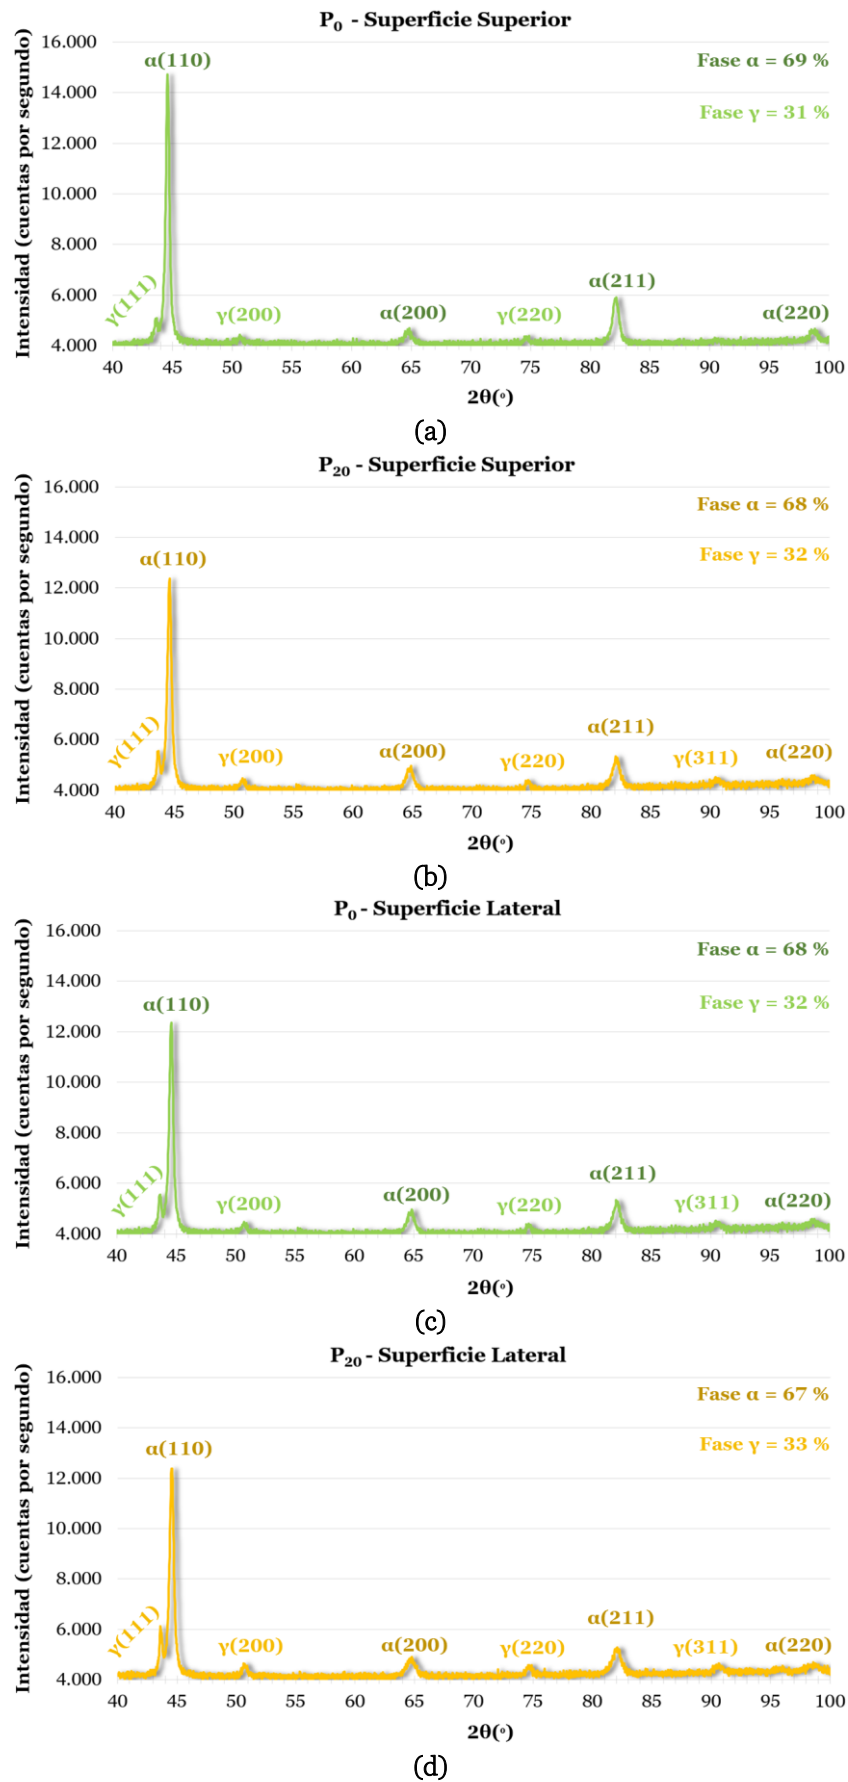 P₀ - Superficie Superior
Intensidad (cuentas por segundo)
16.000
14.000
12.000
10.000
8.000
6.000
4.000
α(110)
Fase α = 69 %
Fase γ = 31 %
γ(111)
γ(200)
α(200)
γ(220)
α(211)
α(220)
40 45 50 55 60 65 70 75 80 85 90 95 100
2θ(°)
(a)
P₂₀ - Superficie Superior
Intensidad (cuentas por segundo)
16.000
14.000
12.000
10.000
8.000
6.000
4.000
α(110)
Fase α = 68 %
Fase γ = 32 %
γ(111)
γ(200)
α(200)
γ(220)
α(211)
γ(311)
α(220)
40 45 50 55 60 65 70 75 80 85 90 95 100
2θ(°)
(b)
P₀ - Superficie Lateral
Intensidad (cuentas por segundo)
16.000
14.000
12.000
10.000
8.000
6.000
4.000
α(110)
Fase α = 68 %
Fase γ = 32 %
γ(111)
γ(200)
α(200)
γ(220)
α(211)
γ(311)
α(220)
40 45 50 55 60 65 70 75 80 85 90 95 100
2θ(°)
(c)
P₂₀ - Superficie Lateral
Intensidad (cuentas por segundo)
16.000
14.000
12.000
10.000
8.000
6.000
4.000
α(110)
Fase α = 67 %
Fase γ = 33 %
γ(111)
γ(200)
α(200)
γ(220)
α(211)
γ(311)
α(220)
40 45 50 55 60 65 70 75 80 85 90 95 100
2θ(°)
(d)